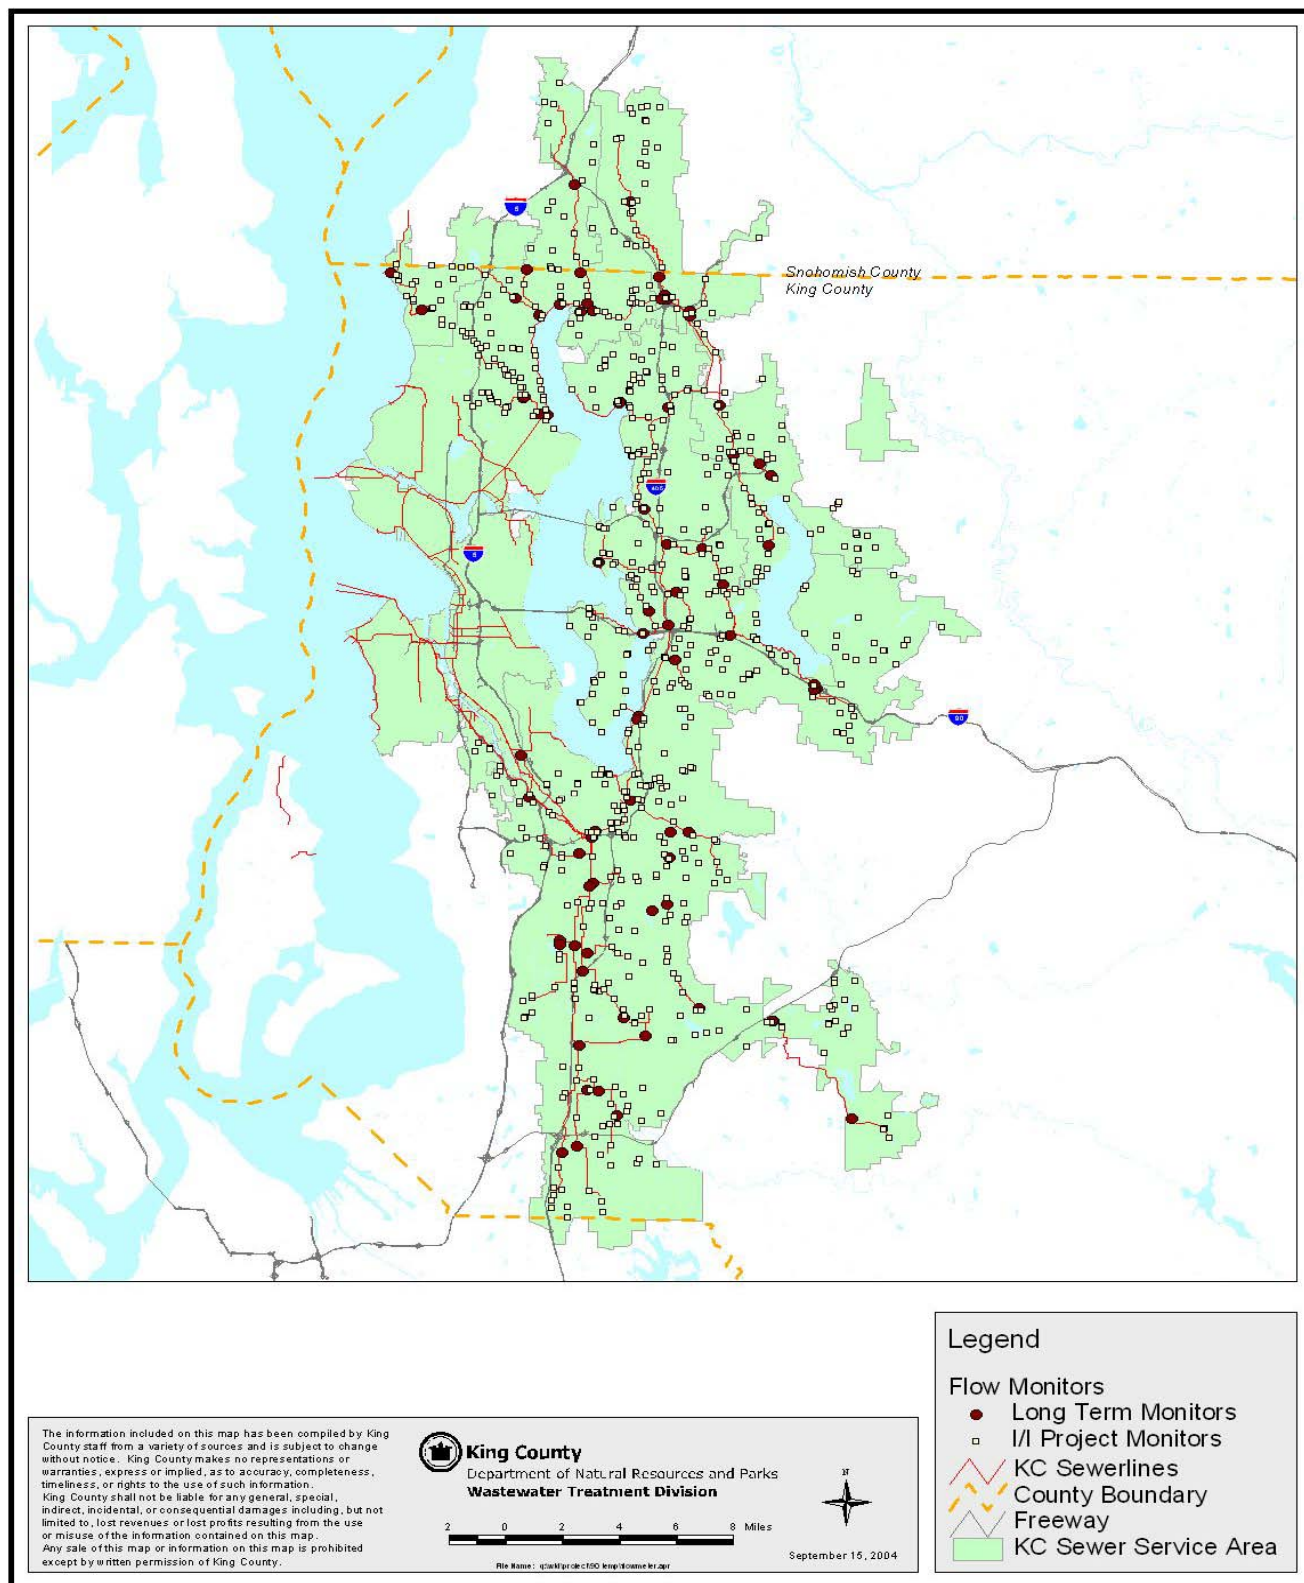 5
Snohomish County
King County
405
5
90
Legend
Flow Monitors
Long Term Monitors
I/I Project Monitors
KC Sewerlines
County Boundary
Freeway
KC Sewer Service Area
The information included on this map has been compiled by King
County staff from a variety of sources and is subject to change
without notice. King County makes no representations or
warranties, express or implied, as to accuracy, completeness,
timeliness, or rights to the use of such information.
King County shall not be liable for any general, special,
indirect, incidental, or consequential damages including, but not
limited to, lost revenues or lost profits resulting from the use
or misuse of the information contained on this map.
Any sale of this map or information on this map is prohibited
except by written permission of King County.
King County
Department of Natural Resources and Parks
Wastewater Treatment Division
2 0 2 4 6 8 Miles
File Name:
N
September 15, 2004